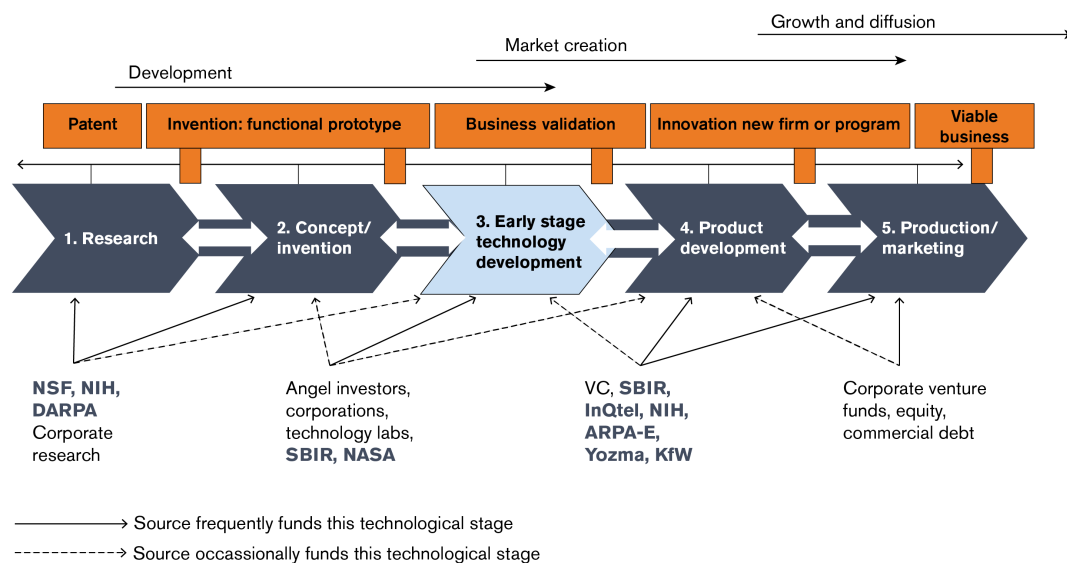 Growth and diffusion
Market creation
Development
Patent
Invention: functional prototype
Business validation
Innovation new firm or program
Viable
business
1. Research
2. Concept/
invention
3. Early stage
technology
development
4. Product
development
5. Production/
marketing
NSF, NIH,
DARPA
Corporate
research
Angel investors,
corporations,
technology labs,
SBIR, NASA
VC, SBIR,
InQtel, NIH,
ARPA-E,
Yozma, KfW
Corporate venture
funds, equity,
commercial debt
Source frequently funds this technological stage
Source occassionally funds this technological stage